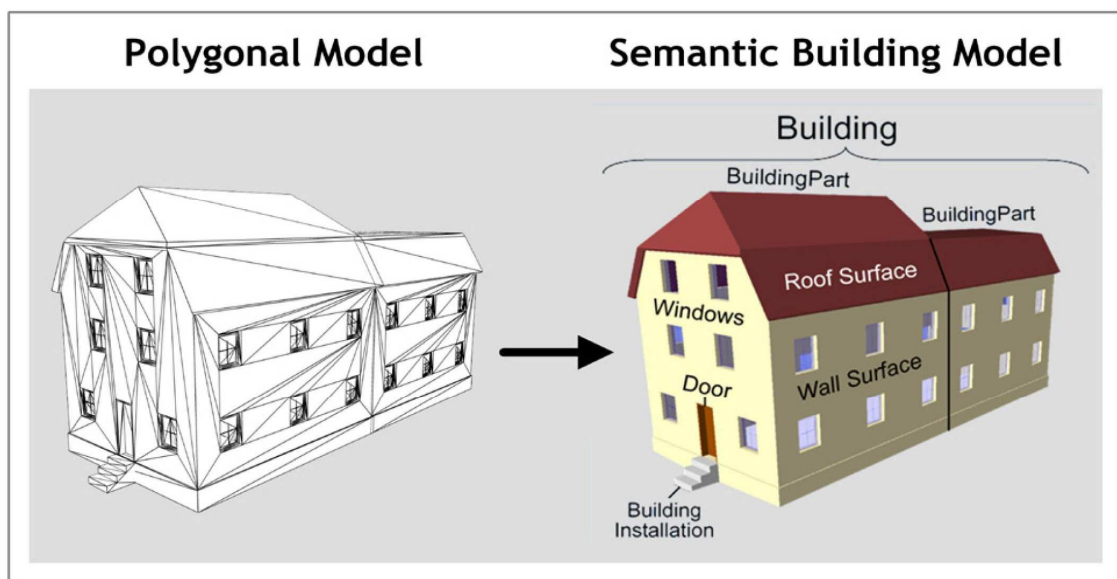 Polygonal Model
Semantic Building Model
Building
BuildingPart
BuildingPart
Roof Surface
Windows
Wall Surface
Door
Building
Installation